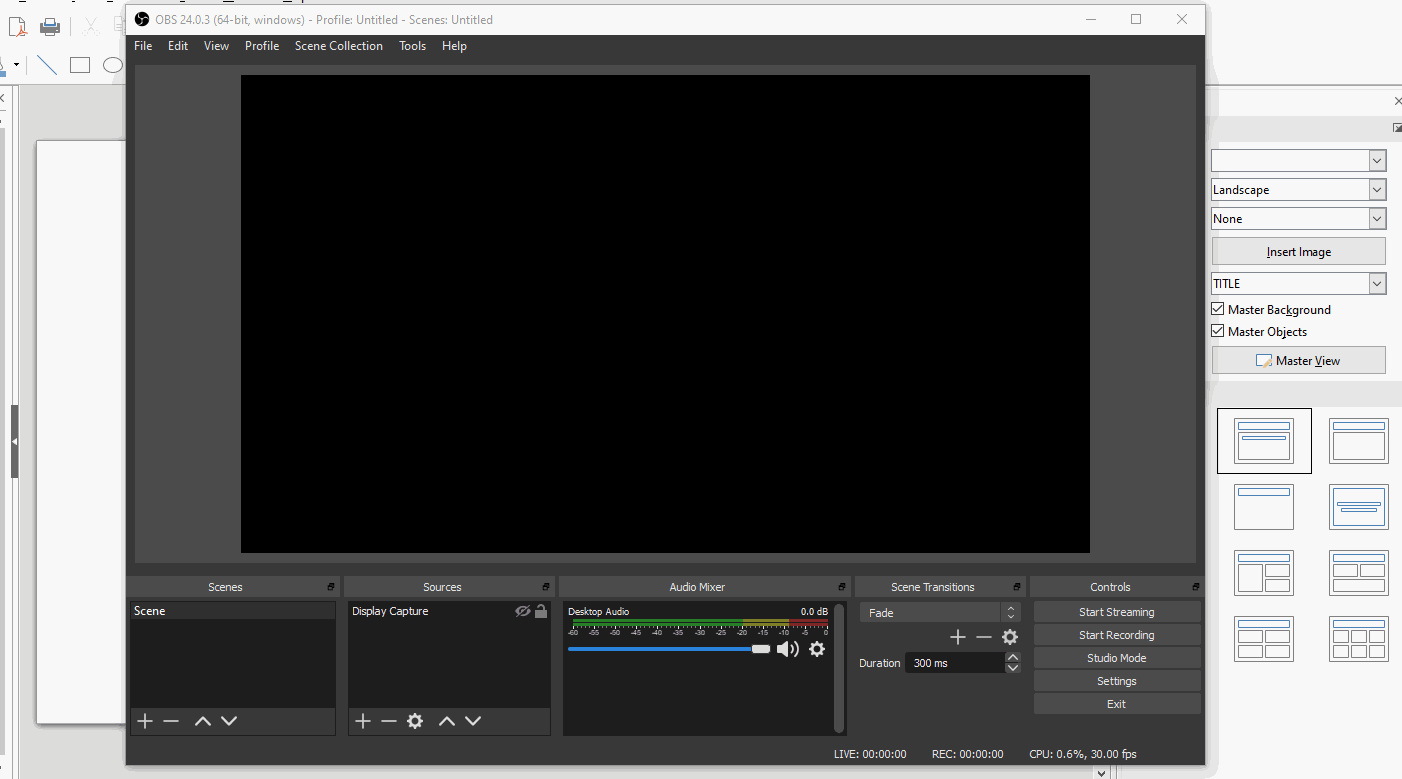 OBS 24.0.3 (64-bit, windows) - Profile: Untitled - Scenes: Untitled
File Edit View Profile Scene Collection Tools Help
Landscape
None
Insert Image
TITLE
Master Background
Master Objects
Master View
Scenes
Scene
Sources
Display Capture
Audio Mixer
Desktop Audio 0.0 dB
-60 -55 -50 -45 -40 -35 -30 -25 -20 -15 -10 -5 0
Scene Transitions
Fade
Duration 300 ms
Controls
Start Streaming
Start Recording
Studio Mode
Settings
Exit
LIVE: 00:00:00 REC: 00:00:00 CPU: 0.6%, 30.00 fps